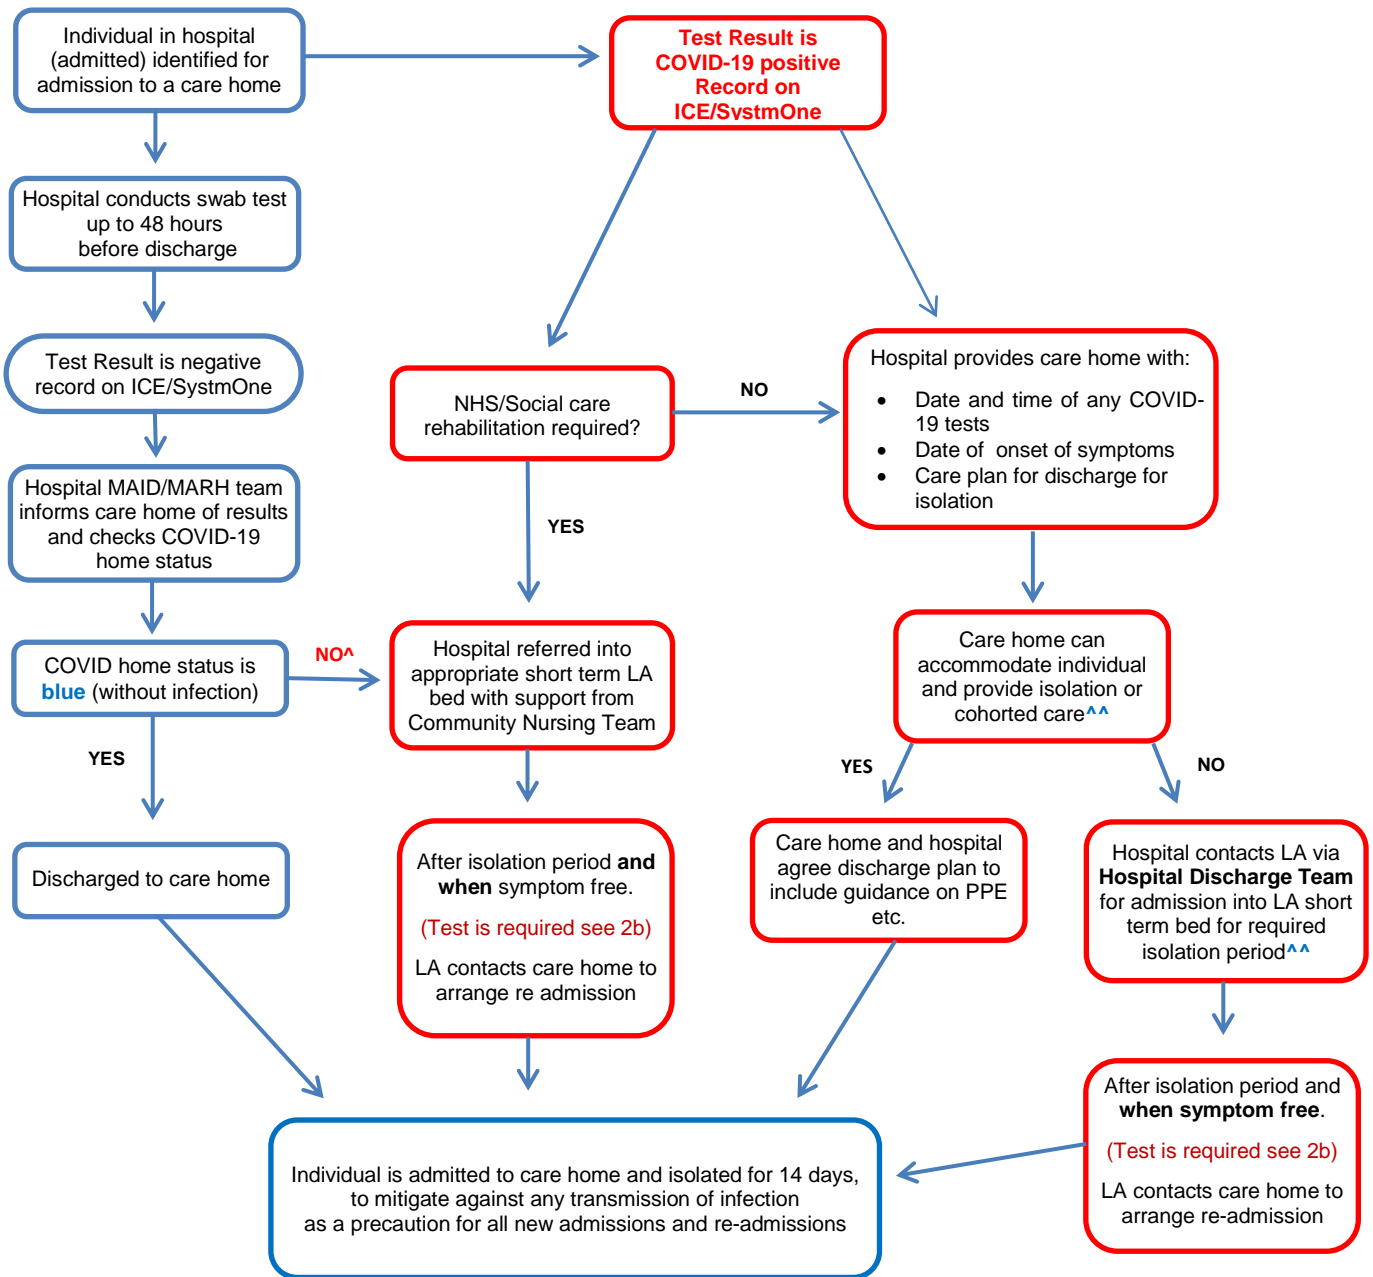 Individual in hospital
(admitted) identified for
admission to a care home
Test Result is
COVID-19 positive
Record on
ICE/SystmOne
Hospital conducts swab test
up to 48 hours
before discharge
Test Result is negative
record on ICE/SystmOne
NHS/Social care
rehabilitation required?
NO
Hospital provides care home with:
• Date and time of any COVID-
19 tests
• Date of onset of symptoms
• Care plan for discharge for
isolation
Hospital MAID/MARH team
informs care home of results
and checks COVID-19
home status
YES
COVID home status is
blue (without infection)
NO^
Hospital referred into
appropriate short term LA
bed with support from
Community Nursing Team
Care home can
accommodate individual
and provide isolation or
cohorted care^^
YES
YES
NO
Discharged to care home
After isolation period and
when symptom free.
(Test is required see 2b)
LA contacts care home to
arrange re admission
Care home and hospital
agree discharge plan to
include guidance on PPE
etc.
Hospital contacts LA via
Hospital Discharge Team
for admission into LA short
term bed for required
isolation period^^
After isolation period and
when symptom free.
(Test is required see 2b)
LA contacts care home to
arrange re-admission
Individual is admitted to care home and isolated for 14 days,
to mitigate against any transmission of infection
as a precaution for all new admissions and re-admissions